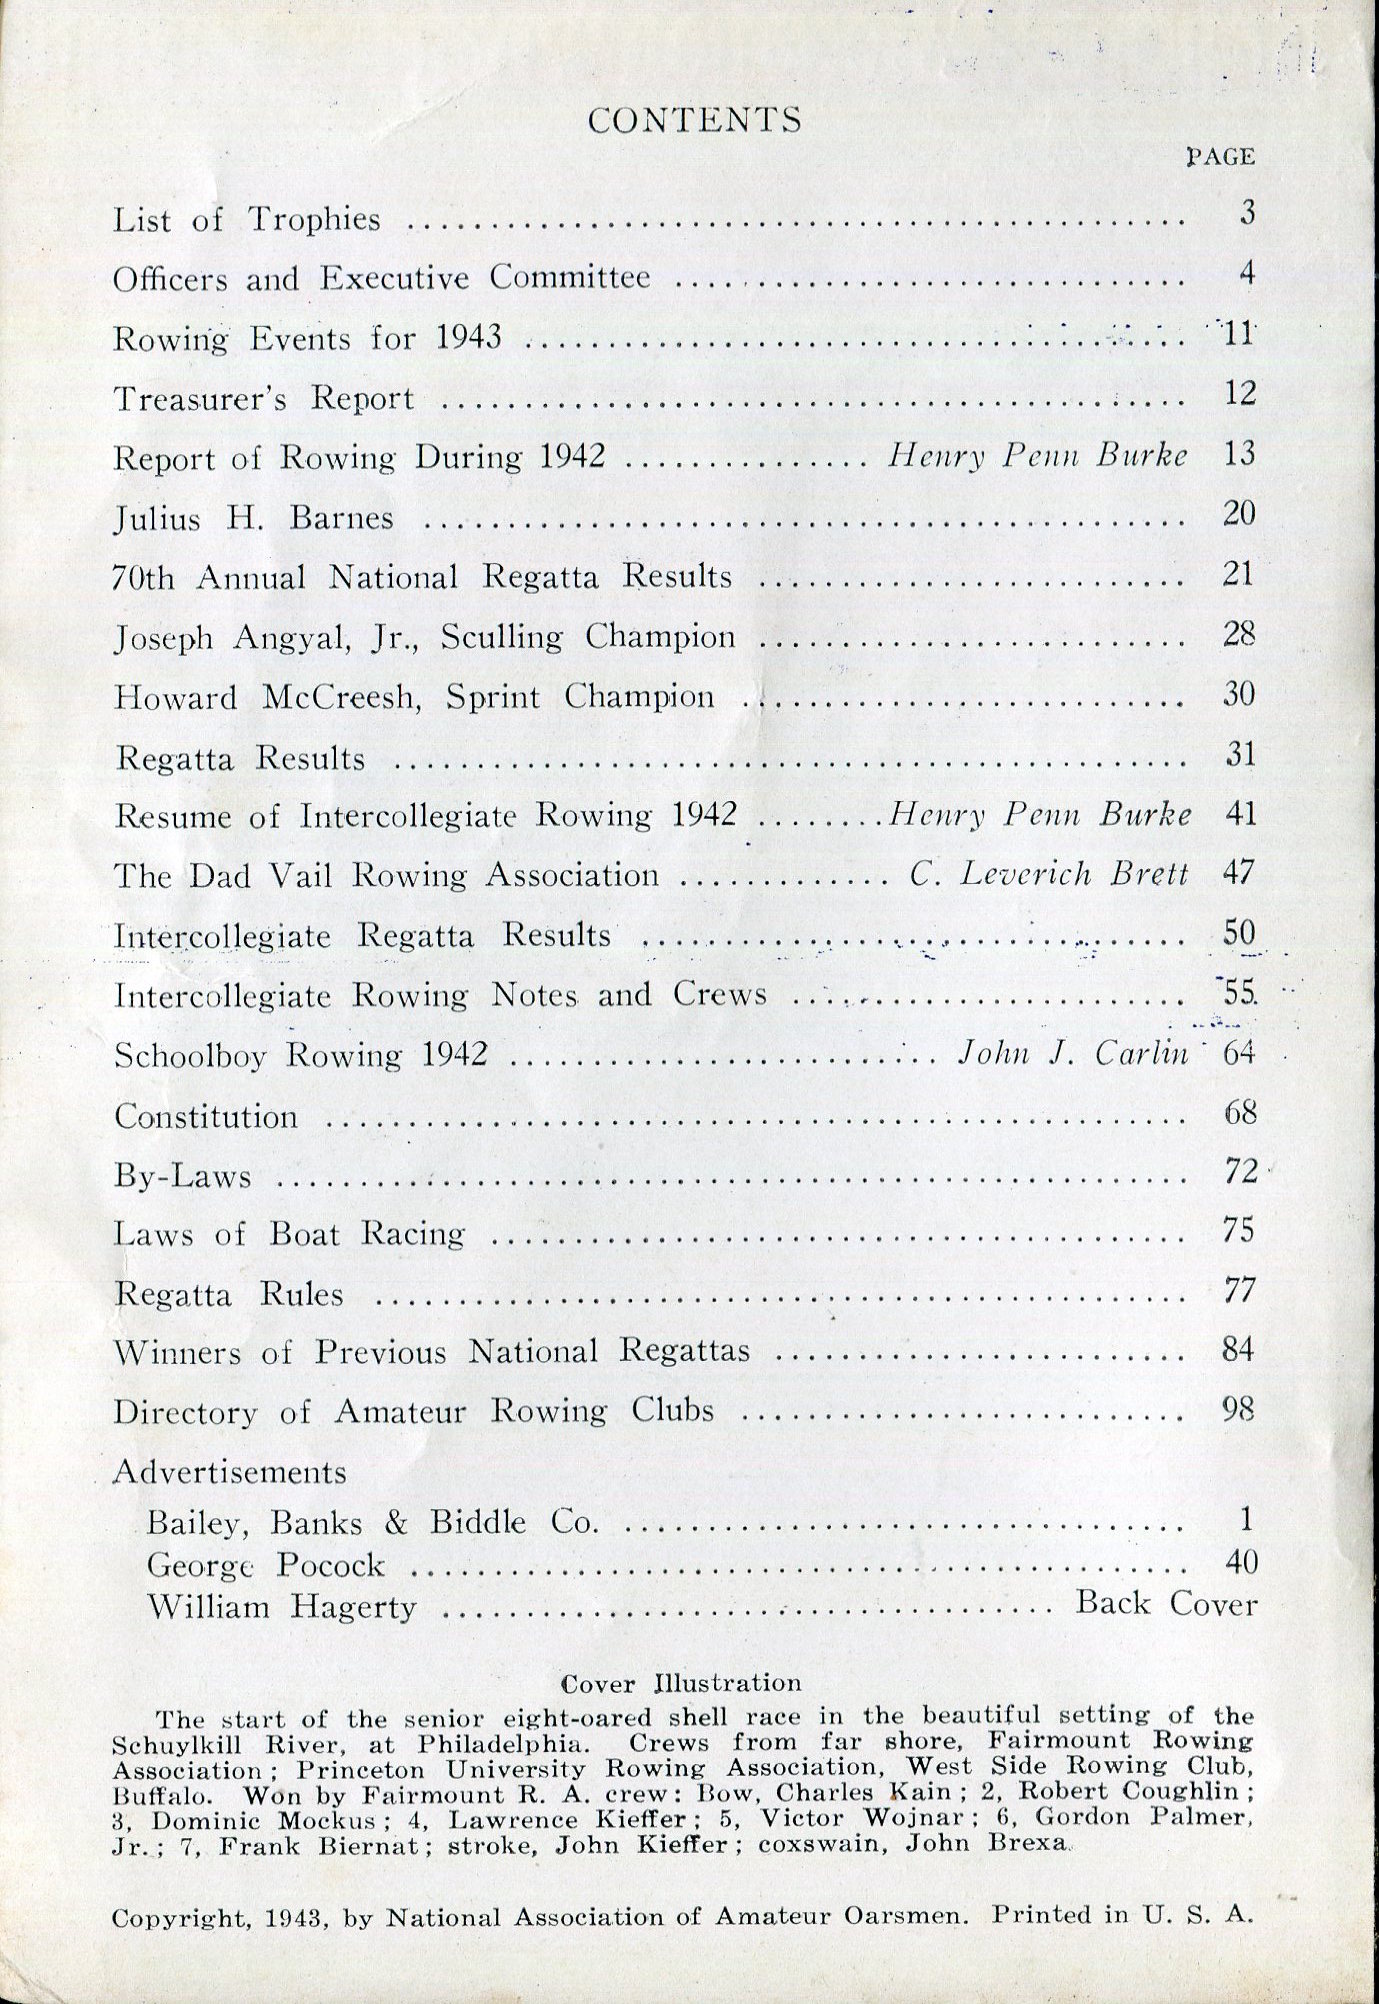 CONTENTS
PAGE
List of Trophies ........................................ 3
Officers and Executive Committee ........................................ 4
Rowing Events for 1943 ........................................ 11
Treasurer's Report ........................................ 12
Report of Rowing During 1942 ............... Henry Penn Burke 13
Julius H. Barnes ........................................ 20
70th Annual National Regatta Results .......................... 21
Joseph Angyal, Jr., Sculling Champion .......................... 28
Howard McCreesh, Sprint Champion ........................... 30
Regatta Results ........................................ 31
Resume of Intercollegiate Rowing 1942 ........ Henry Penn Burke 41
The Dad Vail Rowing Association ............. C. Leverich Brett 47
Intercollegiate Regatta Results ................................. 50
Intercollegiate Rowing Notes and Crews ........................ 55
Schoolboy Rowing 1942 .......................... John J. Carlin 64
Constitution ........................................ 68
By-Laws ........................................ 72
Laws of Boat Racing ........................................ 75
Regatta Rules ........................................ 77
Winners of Previous National Regattas ......................... 84
Directory of Amateur Rowing Clubs ........................... 98
Advertisements
Bailey, Banks & Biddle Co. .................................. 1
George Pocock ........................................ 40
William Hagerty ..................................... Back Cover
Cover Illustration
The start of the senior eight-oared shell race in the beautiful setting of the
Schuylkill River, at Philadelphia. Crews from far shore, Fairmount Rowing
Association; Princeton University Rowing Association, West Side Rowing Club,
Buffalo. Won by Fairmount R. A. crew: Bow, Charles Kain; 2, Robert Coughlin;
3, Dominic Mockus; 4, Lawrence Kieffer; 5, Victor Wojnar; 6, Gordon Palmer,
Jr.; 7, Frank Biernat; stroke, John Kieffer; coxswain, John Brexa.
Copyright, 1943, by National Association of Amateur Oarsmen. Printed in U. S. A.